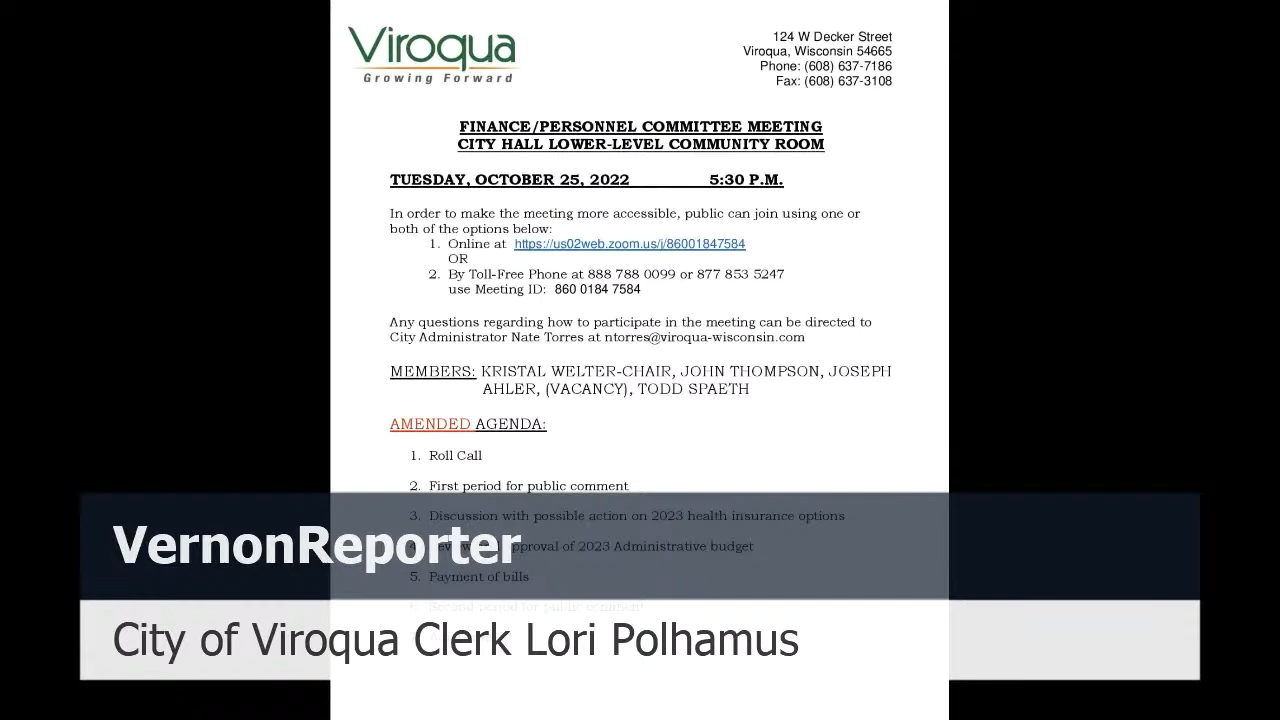 Viroqua
Growing Forward
124 W Decker Street
Viroqua, Wisconsin 54665
Phone: (608) 637-7186
Fax: (608) 637-3108
FINANCE/PERSONNEL COMMITTEE MEETING
CITY HALL LOWER-LEVEL COMMUNITY ROOM
TUESDAY, OCTOBER 25, 2022 5:30 P.M.
In order to make the meeting more accessible, public can join using one or
both of the options below:
1. Online at https://us02web.zoom.us/j/86001847584
OR
2. By Toll-Free Phone at 888 788 0099 or 877 853 5247
use Meeting ID: 860 0184 7584
Any questions regarding how to participate in the meeting can be directed to
City Administrator Nate Torres at ntorres@viroqua-wisconsin.com
MEMBERS: KRISTAL WELTER-CHAIR, JOHN THOMPSON, JOSEPH
AHLER, (VACANCY), TODD SPAETH
AMENDED AGENDA:
1. Roll Call
2. First period for public comment
3. Discussion with possible action on 2023 health insurance options
approval of 2023 Administrative budget
VernonReporter
5. Payment of bills
6. Second period for public comment
City of Viroqua Clerk Lori Polhamus